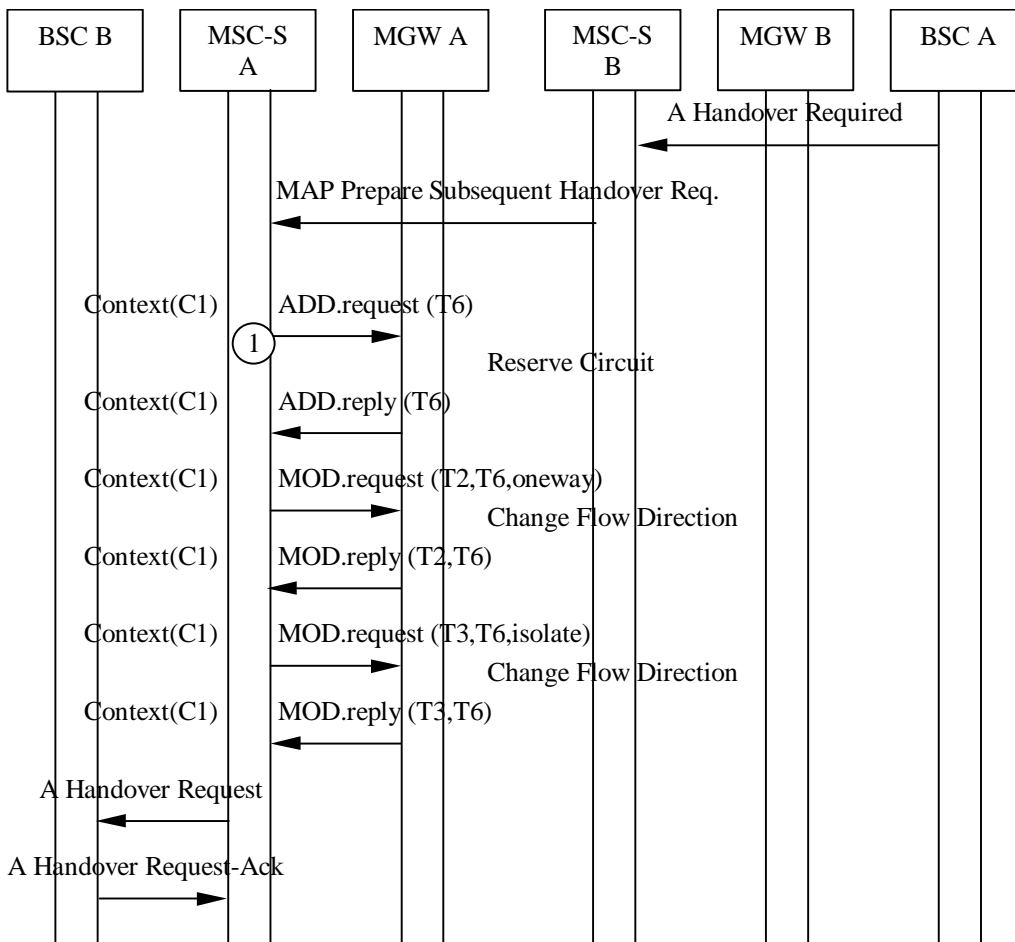 BSC B
MSC-S
A
MGW A
MSC-S
B
MGW B
BSC A
A Handover Required
MAP Prepare Subsequent Handover Req.
Context(C1)
ADD.request (T6)
1
Reserve Circuit
Context(C1)
ADD.reply (T6)
Context(C1)
MOD.request (T2,T6,oneway)
Change Flow Direction
Context(C1)
MOD.reply (T2,T6)
Context(C1)
MOD.request (T3,T6,isolate)
Change Flow Direction
Context(C1)
MOD.reply (T3,T6)
A Handover Request
A Handover Request-Ack